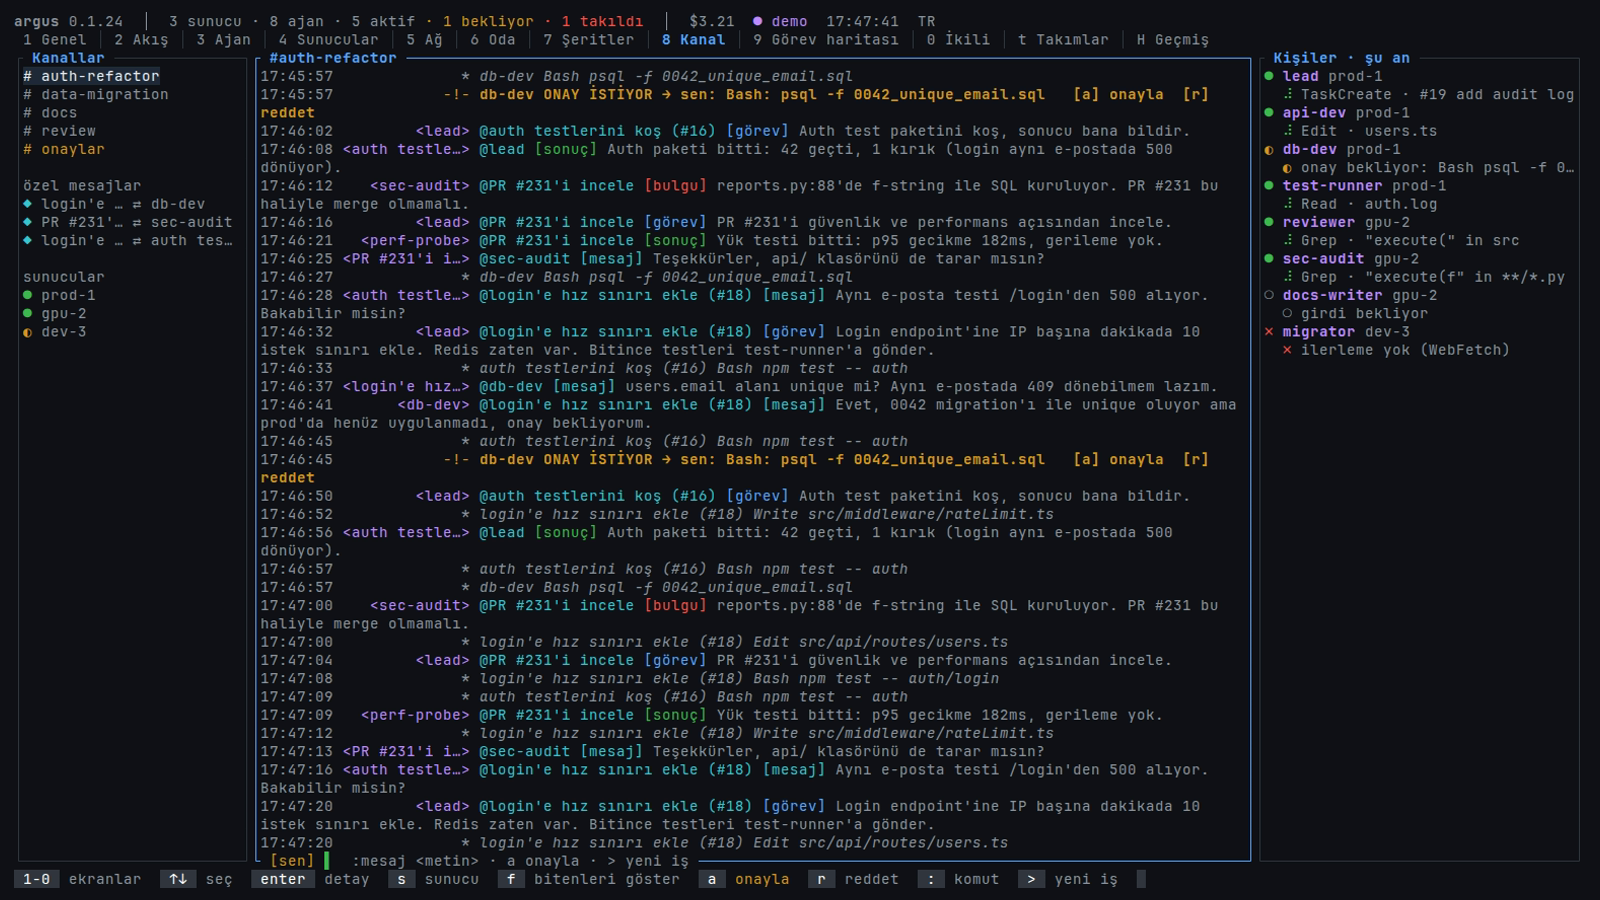 argus 0.1.24 │ 3 sunucu · 8 ajan · 5 aktif · 1 bekliyor · 1 takıldı │ $3.21 ● demo 17:47:41 TR
1 Genel │ 2 Akış │ 3 Ajan │ 4 Sunucular │ 5 Ağ │ 6 Oda │ 7 Şeritler │ 8 Kanal │ 9 Görev haritası │ 0 İkili │ t Takımlar │ H Geçmiş
Kanallar
# auth-refactor
# data-migration
# docs
# review
# onaylar
özel mesajlar
◆ login'e … ⇄ db-dev
◆ PR #231'… ⇄ sec-audit
◆ login'e … ⇄ auth tes…
sunucular
● prod-1
● gpu-2
◐ dev-3
#auth-refactor
17:45:57 * db-dev Bash psql -f 0042_unique_email.sql
17:45:57 -!- db-dev ONAY İSTİYOR → sen: Bash: psql -f 0042_unique_email.sql [a] onayla [r]
reddet
17:46:02 <lead> @auth testlerini koş (#16) [görev] Auth test paketini koş, sonucu bana bildir.
17:46:08 <auth testle…> @lead [sonuç] Auth paketi bitti: 42 geçti, 1 kırık (login aynı e-postada 500
dönüyor).
17:46:12 <sec-audit> @PR #231'i incele [bulgu] reports.py:88'de f-string ile SQL kuruluyor. PR #231 bu
haliyle merge olmamalı.
17:46:16 <lead> @PR #231'i incele [görev] PR #231'i güvenlik ve performans açısından incele.
17:46:21 <perf-probe> @PR #231'i incele [sonuç] Yük testi bitti: p95 gecikme 182ms, gerileme yok.
17:46:25 <PR #231'i i…> @sec-audit [mesaj] Teşekkürler, api/ klasörünü de tarar mısın?
17:46:27 * db-dev Bash psql -f 0042_unique_email.sql
17:46:28 <auth testle…> @login'e hız sınırı ekle (#18) [mesaj] Aynı e-posta testi /login'den 500 alıyor.
Bakabilir misin?
17:46:32 <lead> @login'e hız sınırı ekle (#18) [görev] Login endpoint'ine IP başına dakikada 10
istek sınırı ekle. Redis zaten var. Bitince testleri test-runner'a gönder.
17:46:33 * auth testlerini koş (#16) Bash npm test -- auth
17:46:37 <login'e hız…> @db-dev [mesaj] users.email alanı unique mi? Aynı e-postada 409 dönebilmem lazım.
17:46:41 <db-dev> @login'e hız sınırı ekle (#18) [mesaj] Evet, 0042 migration'ı ile unique oluyor ama
prod'da henüz uygulanmadı, onay bekliyorum.
17:46:45 * auth testlerini koş (#16) Bash npm test -- auth
17:46:45 -!- db-dev ONAY İSTİYOR → sen: Bash: psql -f 0042_unique_email.sql [a] onayla [r]
reddet
17:46:50 <lead> @auth testlerini koş (#16) [görev] Auth test paketini koş, sonucu bana bildir.
17:46:52 * login'e hız sınırı ekle (#18) Write src/middleware/rateLimit.ts
17:46:56 <auth testle…> @lead [sonuç] Auth paketi bitti: 42 geçti, 1 kırık (login aynı e-postada 500
dönüyor).
17:46:57 * auth testlerini koş (#16) Bash npm test -- auth
17:46:57 * db-dev Bash psql -f 0042_unique_email.sql
17:47:00 <sec-audit> @PR #231'i incele [bulgu] reports.py:88'de f-string ile SQL kuruluyor. PR #231 bu
haliyle merge olmamalı.
17:47:00 * login'e hız sınırı ekle (#18) Edit src/api/routes/users.ts
17:47:04 <lead> @PR #231'i incele [görev] PR #231'i güvenlik ve performans açısından incele.
17:47:08 * login'e hız sınırı ekle (#18) Bash npm test -- auth/login
17:47:09 * auth testlerini koş (#16) Bash npm test -- auth
17:47:09 <perf-probe> @PR #231'i incele [sonuç] Yük testi bitti: p95 gecikme 182ms, gerileme yok.
17:47:12 * login'e hız sınırı ekle (#18) Write src/middleware/rateLimit.ts
17:47:13 <PR #231'i i…> @sec-audit [mesaj] Teşekkürler, api/ klasörünü de tarar mısın?
17:47:16 <auth testle…> @login'e hız sınırı ekle (#18) [mesaj] Aynı e-posta testi /login'den 500 alıyor.
Bakabilir misin?
17:47:20 <lead> @login'e hız sınırı ekle (#18) [görev] Login endpoint'ine IP başına dakikada 10
istek sınırı ekle. Redis zaten var. Bitince testleri test-runner'a gönder.
17:47:20 * login'e hız sınırı ekle (#18) Edit src/api/routes/users.ts
[sen] :mesaj <metin> · a onayla · > yeni iş
Kişiler · şu an
● lead prod-1
TaskCreate · #19 add audit log
● api-dev prod-1
Edit · users.ts
◐ db-dev prod-1
◐ onay bekliyor: Bash psql -f 0…
● test-runner prod-1
Read · auth.log
● reviewer gpu-2
Grep · "execute(" in src
● sec-audit gpu-2
Grep · "execute(f" in **/*.py
○ docs-writer gpu-2
○ girdi bekliyor
✕ migrator dev-3
✕ ilerleme yok (WebFetch)
1-0 ekranlar ↑↓ seç enter detay s sunucu f bitenleri göster a onayla r reddet : komut > yeni iş